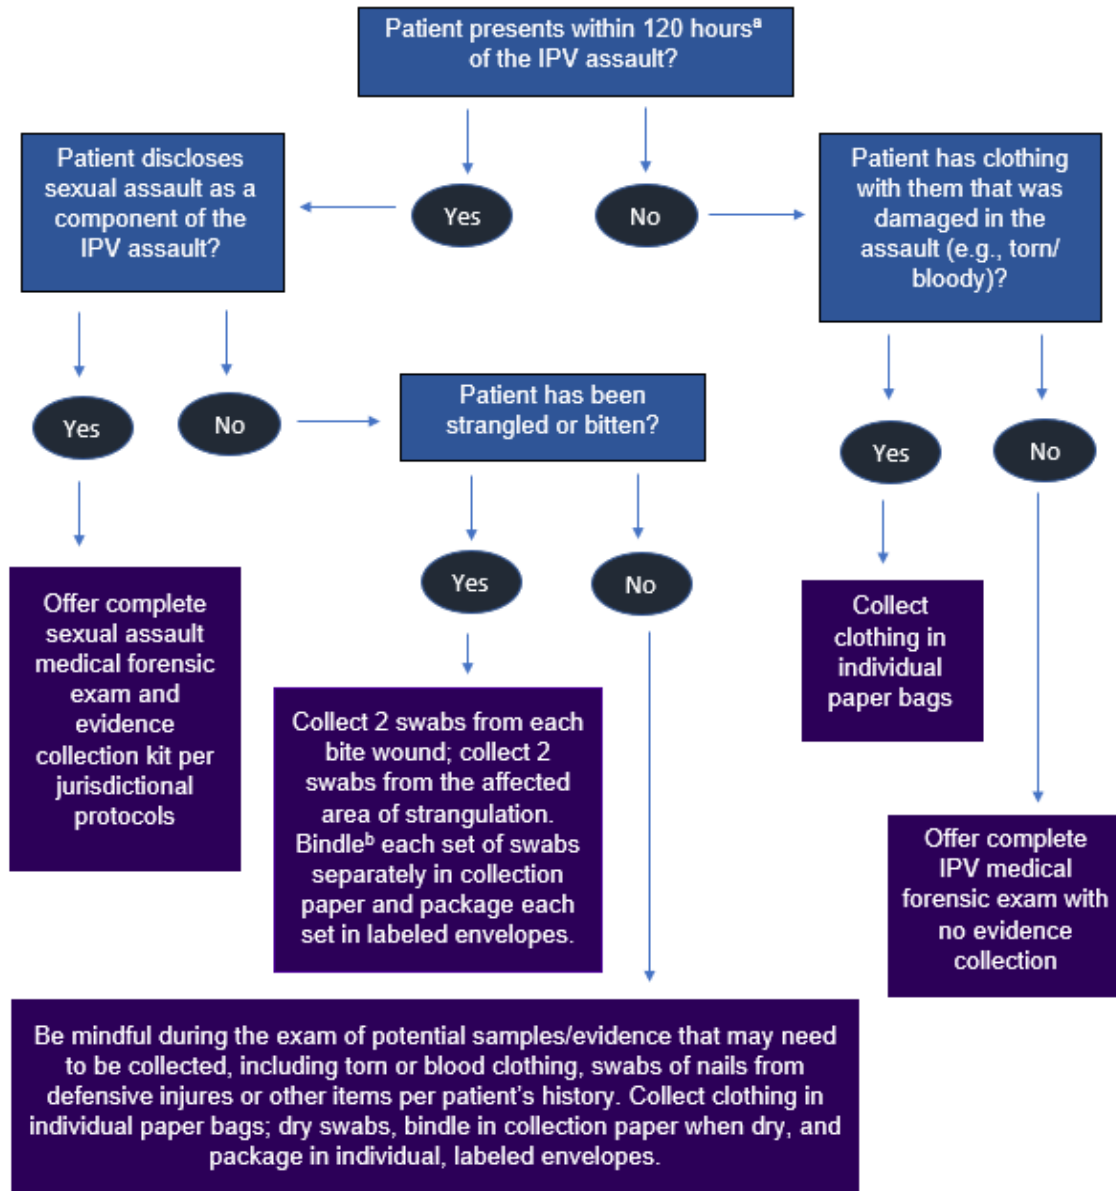 Patient presents within 120 hoursᵃ
of the IPV assault?
Patient discloses
sexual assault as a
component of the
IPV assault?
Yes
No
Patient has clothing
with them that was
damaged in the
assault (e.g., torn/
bloody)?
Yes
No
Patient has been
strangled or bitten?
Yes
No
Yes
No
Offer complete
sexual assault
medical forensic
exam and
evidence
collection kit per
jurisdictional
protocols
Collect 2 swabs from each
bite wound; collect 2
swabs from the affected
area of strangulation.
Bindleᵇ each set of swabs
separately in collection
paper and package each
set in labeled envelopes.
Collect
clothing in
individual
paper bags
Offer complete
IPV medical
forensic exam with
no evidence
collection
Be mindful during the exam of potential samples/evidence that may need
to be collected, including torn or blood clothing, swabs of nails from
defensive injures or other items per patient's history. Collect clothing in
individual paper bags; dry swabs, bindle in collection paper when dry, and
package in individual, labeled envelopes.